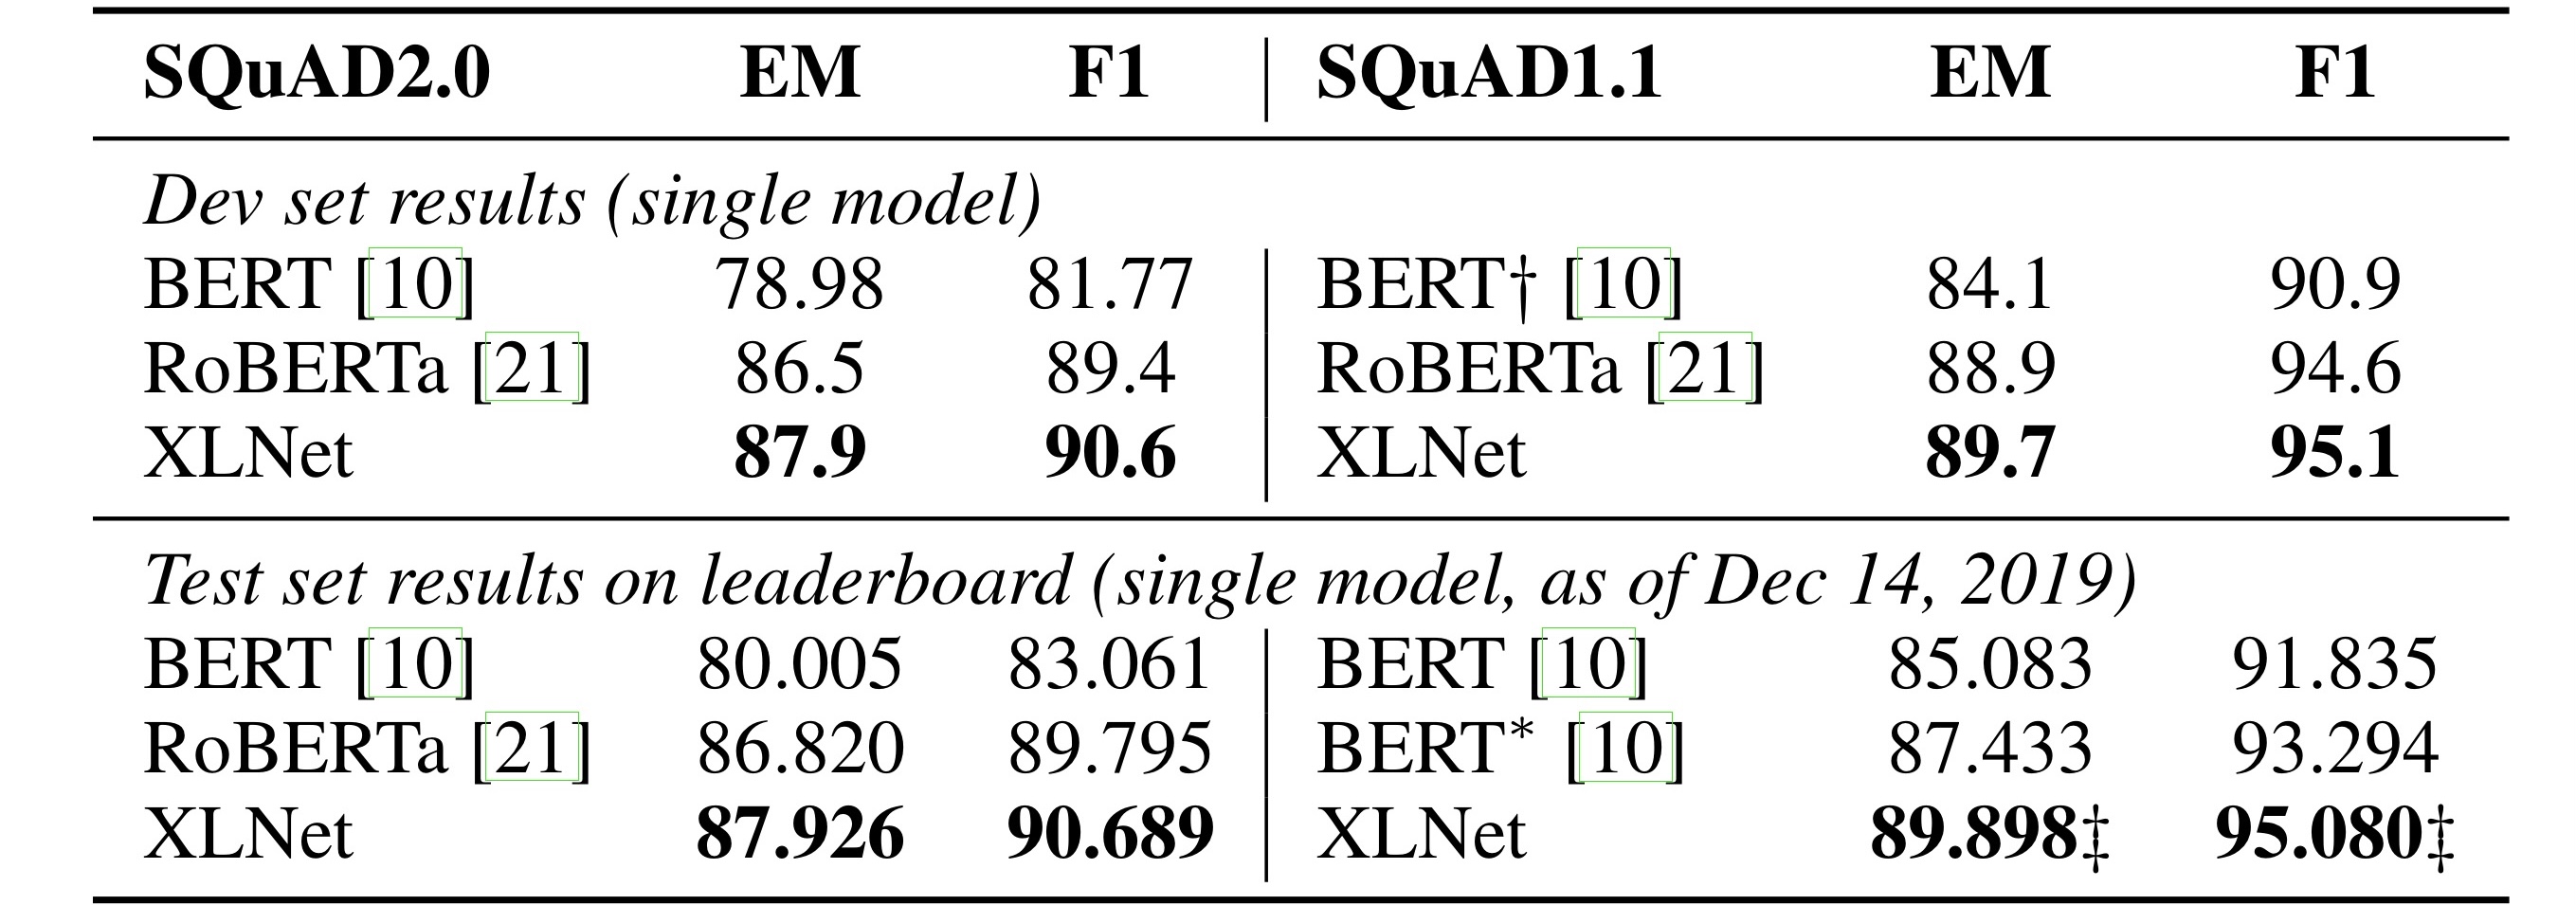 SQuAD2.0 EM F1 SQuAD1.1 EM F1
Dev set results (single model)
BERT [10] 78.98 81.77 BERT† [10] 84.1 90.9
RoBERTa [21] 86.5 89.4 RoBERTa [21] 88.9 94.6
XLNet 87.9 90.6 XLNet 89.7 95.1
Test set results on leaderboard (single model, as of Dec 14, 2019)
BERT [10] 80.005 83.061 BERT [10] 85.083 91.835
RoBERTa [21] 86.820 89.795 BERT* [10] 87.433 93.294
XLNet 87.926 90.689 XLNet 89.898‡ 95.080‡